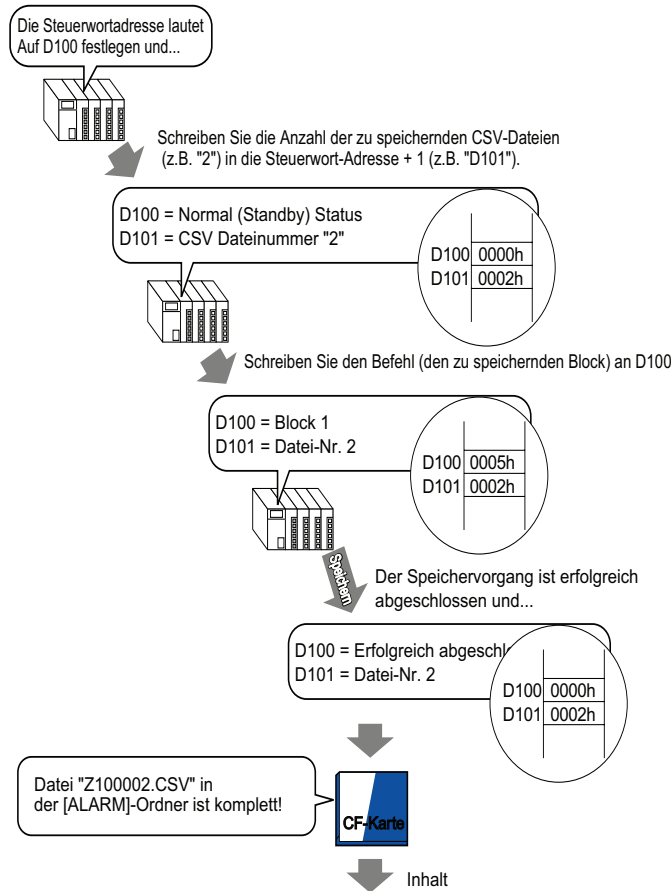 Die Steuerwortadresse lautet
Auf D100 festlegen und...
Schreiben Sie die Anzahl der zu speichernden CSV-Dateien
(z.B. "2") in die Steuerwort-Adresse + 1 (z.B. "D101").
D100 = Normal (Standby) Status
D101 = CSV Dateinummer "2"
D100 0000h
D101 0002h
Schreiben Sie den Befehl (den zu speichernden Block) an D100
D100 = Block 1
D101 = Datei-Nr. 2
D100 0005h
D101 0002h
Speichern
Der Speichervorgang ist erfolgreich
abgeschlossen und...
D100 = Erfolgreich
D101 = Datei-Nr. 2
D100 0000h
D101 0002h
Datei "Z100002.CSV" in
der [ALARM]-Ordner ist komplett!
CF-Karte
Inhalt